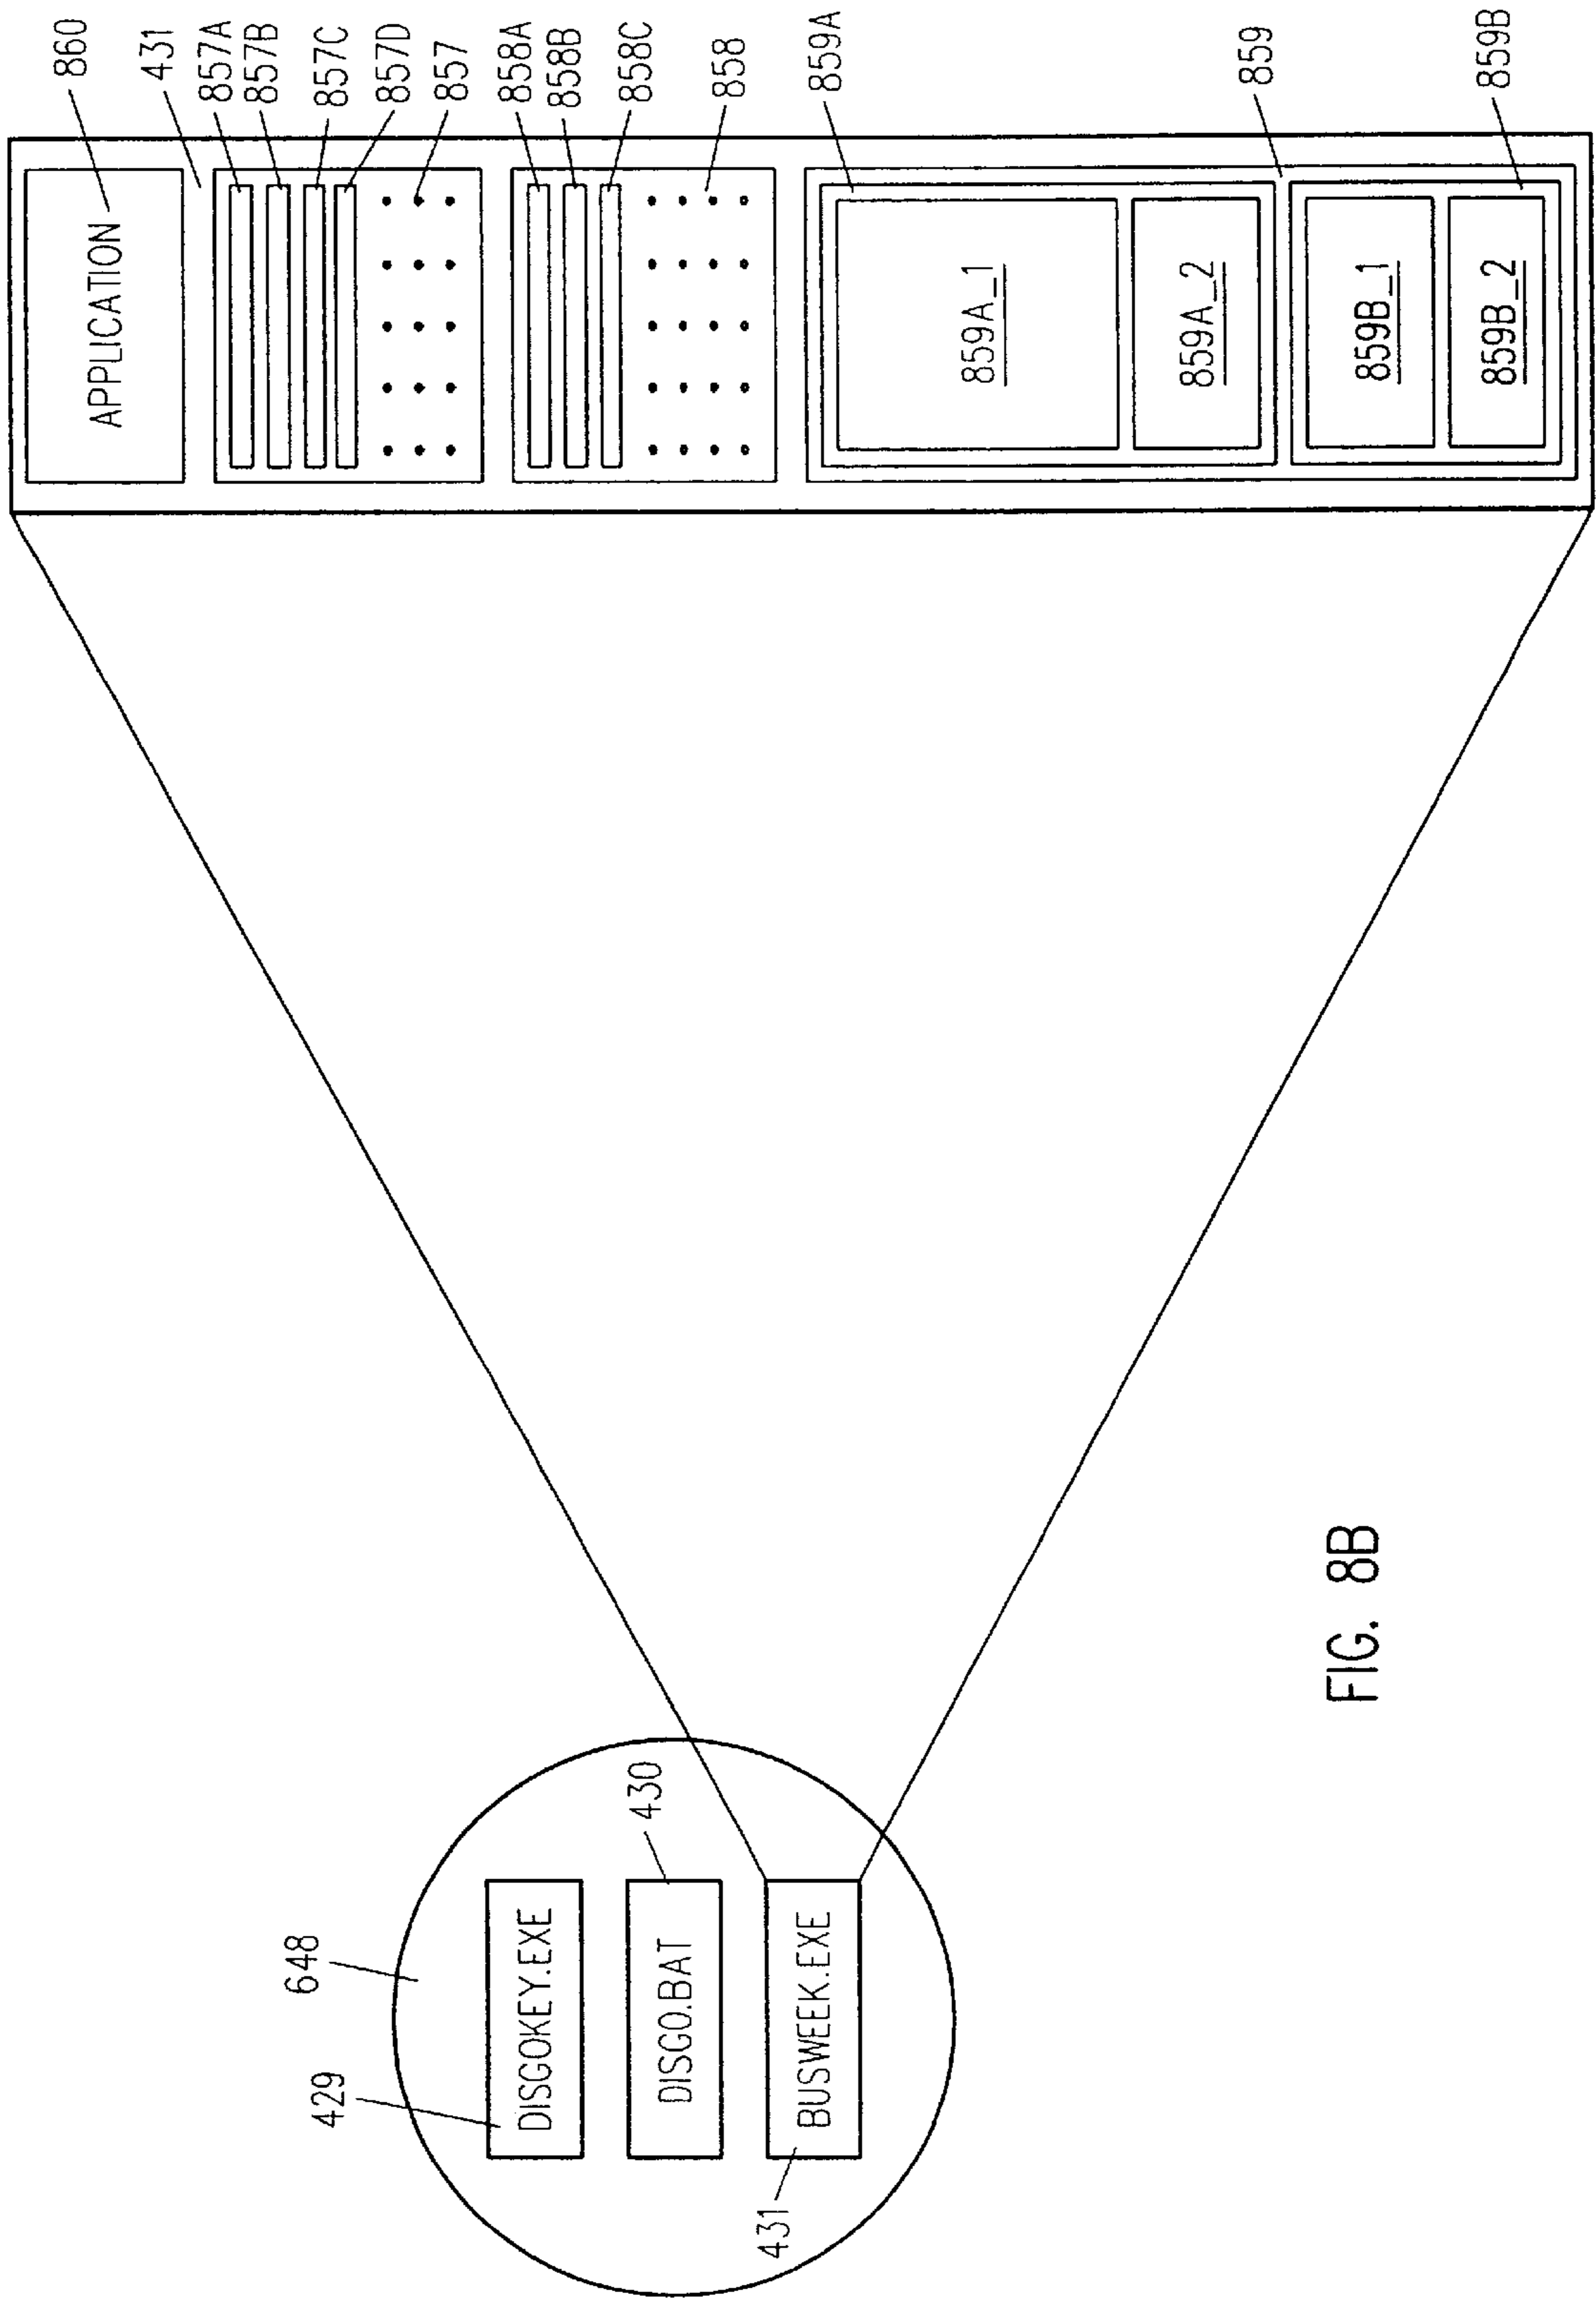 860
431
857A
857B
857C
857D
857
858A
858B
858C
858
859A
859
859B
APPLICATION
859A_1
859A_2
859B_1
859B_2
648
429
430
431
DISGOKEY.EXE
DISGO.BAT
BUSWEEK.EXE
FIG. 8B